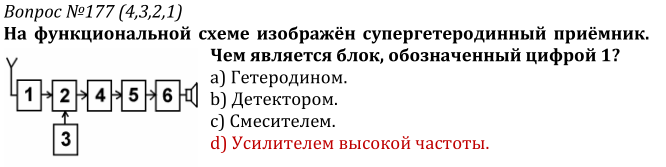 Вопрос №177 (4,3,2,1)
На функциональной схеме изображён супергетеродинный приёмник.
Чем является блок, обозначенный цифрой 1?
a) Гетеродином.
b) Детектором.
c) Смесителем.
d) Усилителем высокой частоты.
1 2 4 5 6
3